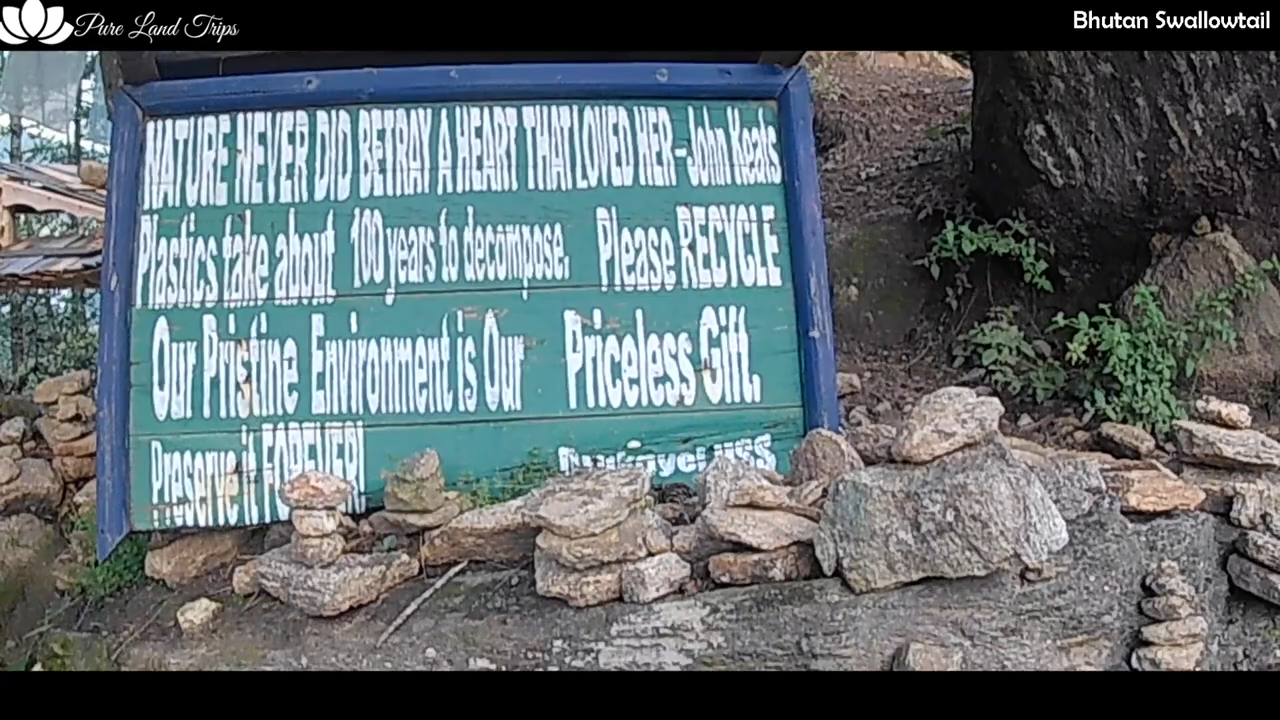 Pure Land Trips
Bhutan Swallowtail
NATURE NEVER DID BETRAY A HEART THAT LOVED HER - John Keats
Plastics take about 100 years to decompose. Please RECYCLE
Our Pristine Environment is Our Priceless Gift.
Preserve it FOREVER!